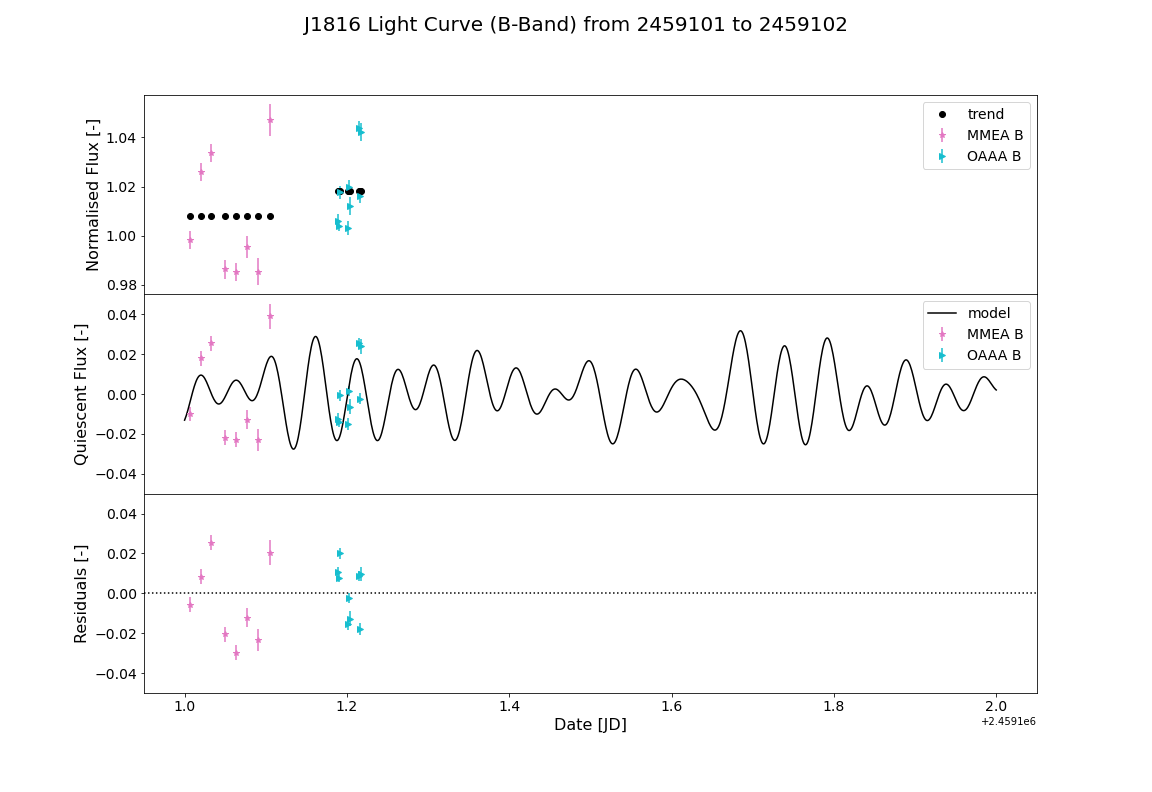 J1816 Light Curve (B-Band) from 2459101 to 2459102
Normalised Flux [-]
1.04
1.02
1.00
0.98
trend
MMEA B
OAAA B
Quiescent Flux [-]
0.04
0.02
0.00
−0.02
−0.04
model
MMEA B
OAAA B
Residuals [-]
0.04
0.02
0.00
−0.02
−0.04
1.0 1.2 1.4 1.6 1.8 2.0
Date [JD]
+2.4591e6